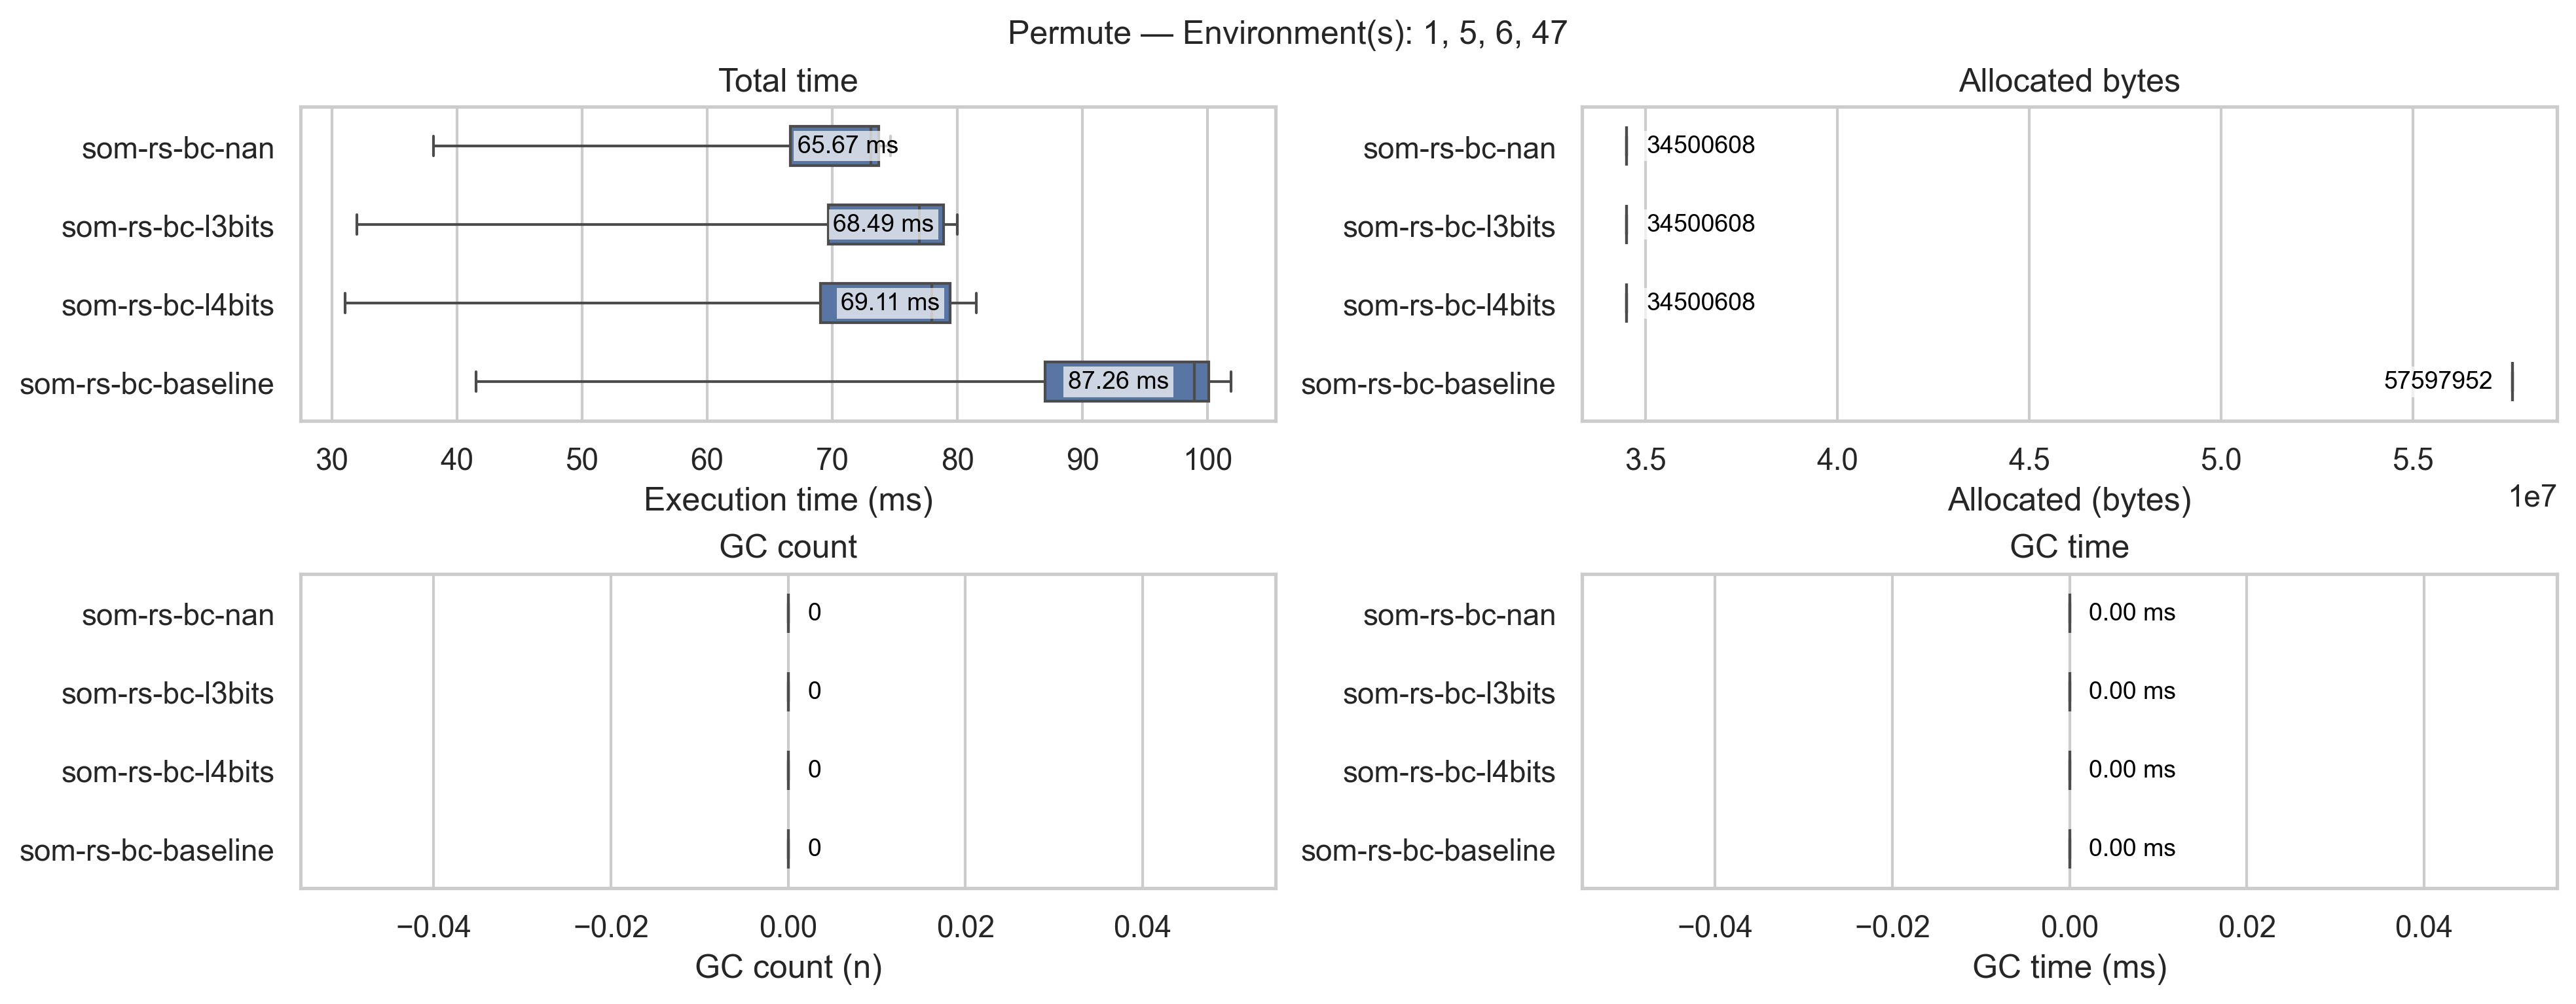 Permute — Environment(s): 1, 5, 6, 47
Total time
som-rs-bc-nan
65.67 ms
som-rs-bc-l3bits
68.49 ms
som-rs-bc-l4bits
69.11 ms
som-rs-bc-baseline
87.26 ms
30 40 50 60 70 80 90 100
Execution time (ms)
Allocated bytes
som-rs-bc-nan
34500608
som-rs-bc-l3bits
34500608
som-rs-bc-l4bits
34500608
som-rs-bc-baseline
57597952
3.5 4.0 4.5 5.0 5.5
1e7
Allocated (bytes)
GC count
som-rs-bc-nan
0
som-rs-bc-l3bits
0
som-rs-bc-l4bits
0
som-rs-bc-baseline
0
−0.04 −0.02 0.00 0.02 0.04
GC count (n)
GC time
som-rs-bc-nan
0.00 ms
som-rs-bc-l3bits
0.00 ms
som-rs-bc-l4bits
0.00 ms
som-rs-bc-baseline
0.00 ms
−0.04 −0.02 0.00 0.02 0.04
GC time (ms)